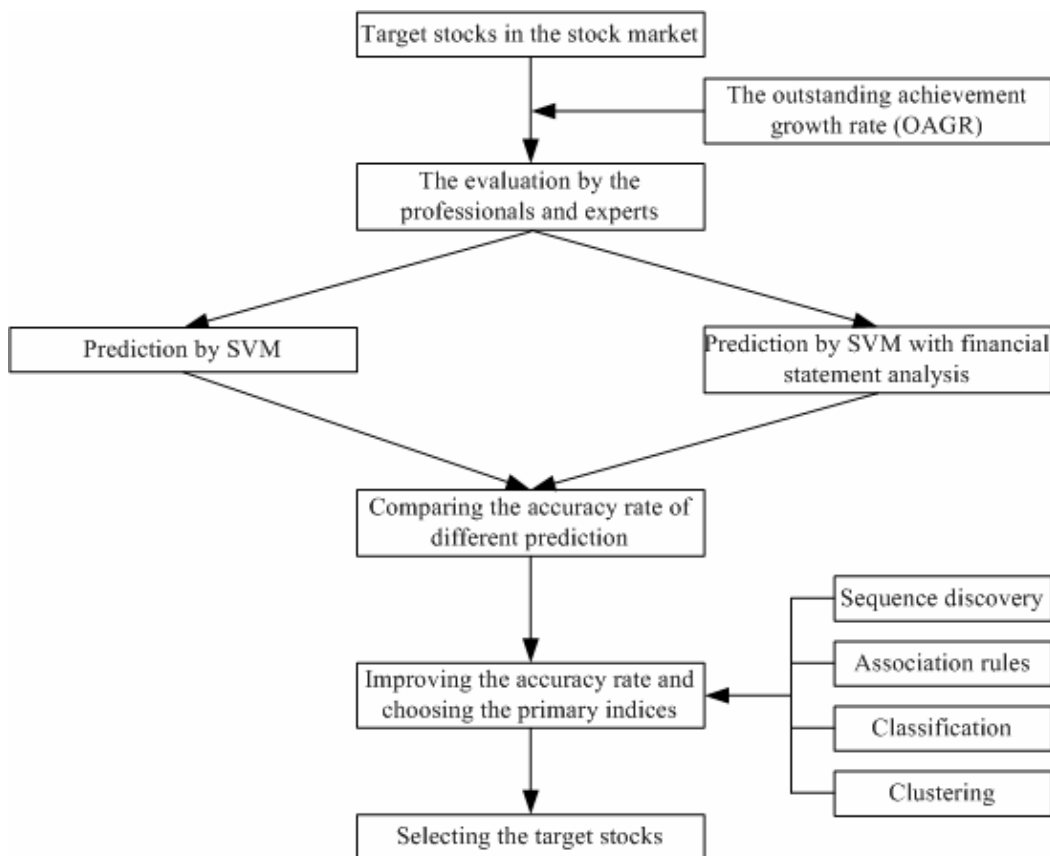 Target stocks in the stock market
The outstanding achievement
growth rate (OAGR)
The evaluation by the
professionals and experts
Prediction by SVM
Prediction by SVM with financial
statement analysis
Comparing the accuracy rate of
different prediction
Sequence discovery
Association rules
Improving the accuracy rate and
choosing the primary indices
Classification
Clustering
Selecting the target stocks